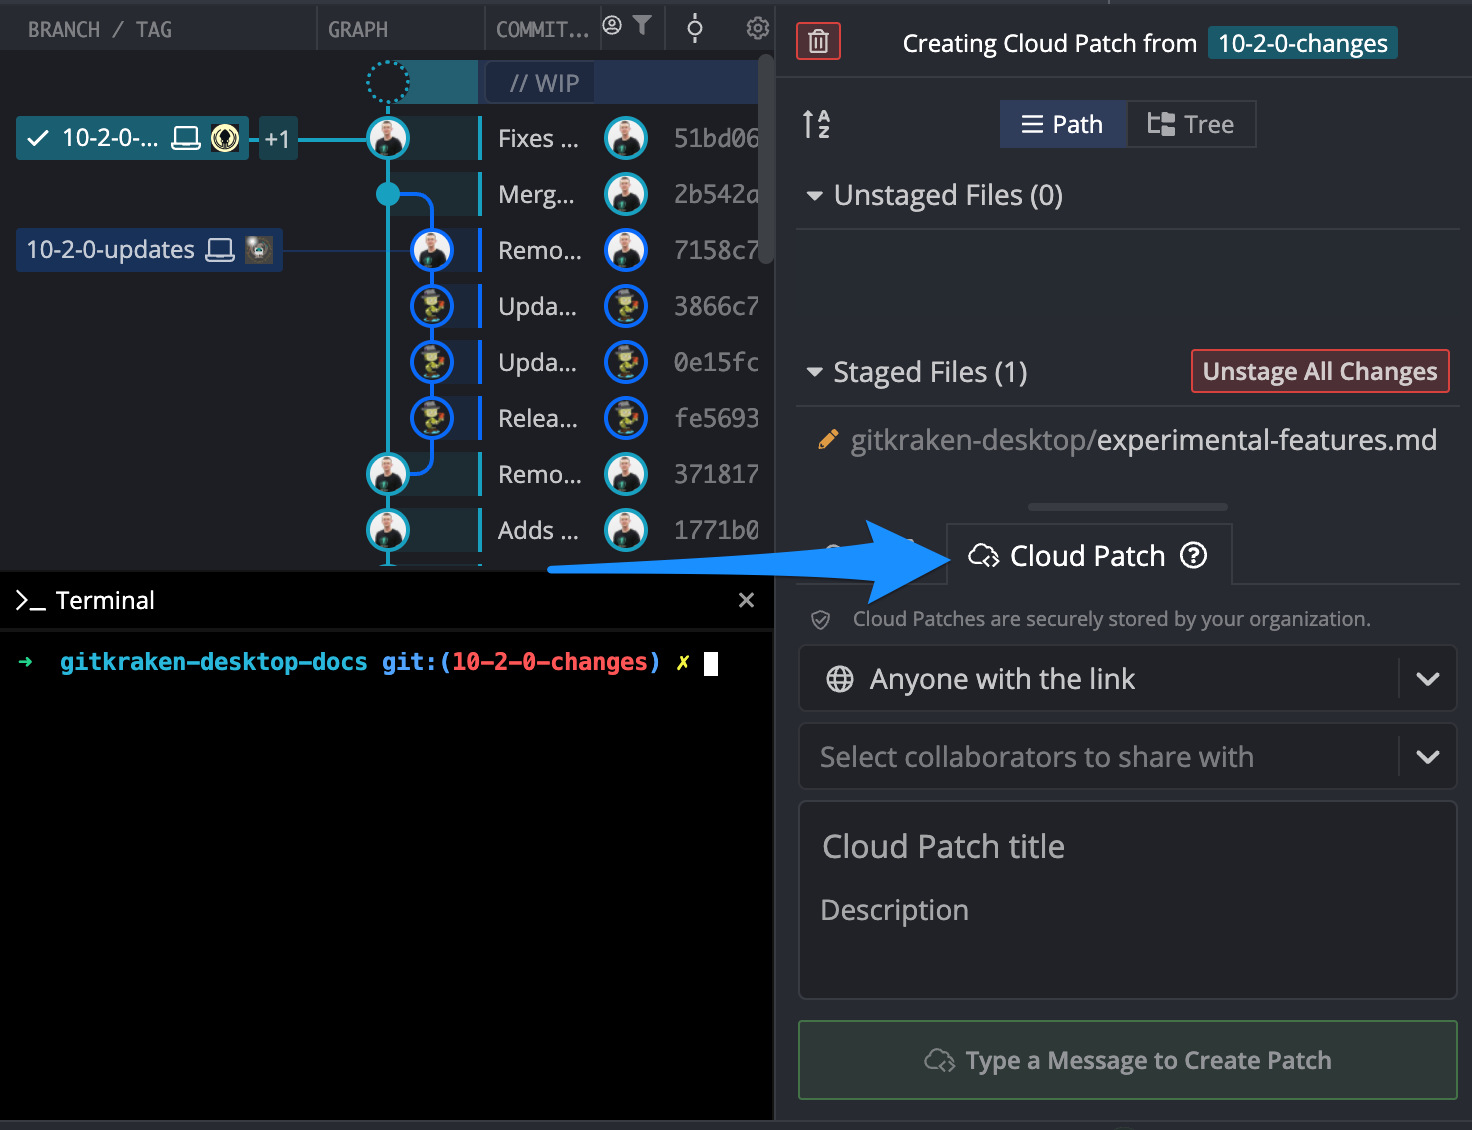 BRANCH / TAG
GRAPH
COMMIT...
// WIP
10-2-0-...
+1
Fixes ...
51bd06
Merg...
2b542a
10-2-0-updates
Remo...
7158c7
Upda...
3866c7
Upda...
0e15fc
Relea...
fe5693
Remo...
371817
Adds ...
1771b0
>_ Terminal
➜ gitkraken-desktop-docs git:(10-2-0-changes) ✗
Creating Cloud Patch from 10-2-0-changes
A
Z
Path
Tree
Unstaged Files (0)
Staged Files (1)
Unstage All Changes
gitkraken-desktop/experimental-features.md
Cloud Patch
Cloud Patches are securely stored by your organization.
Anyone with the link
Select collaborators to share with
Cloud Patch title
Description
Type a Message to Create Patch